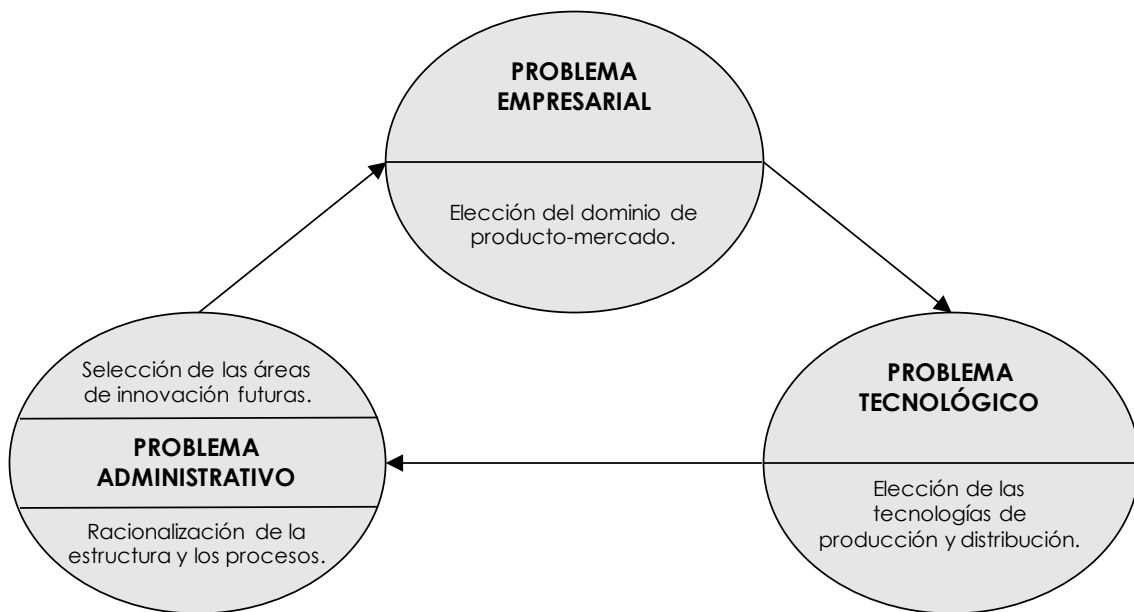 PROBLEMA
EMPRESARIAL
Elección del dominio de
producto-mercado.
Selección de las áreas
de innovación futuras.
PROBLEMA
ADMINISTRATIVO
Racionalización de la
estructura y los procesos.
PROBLEMA
TECNOLÓGICO
Elección de las
tecnologías de
producción y distribución.